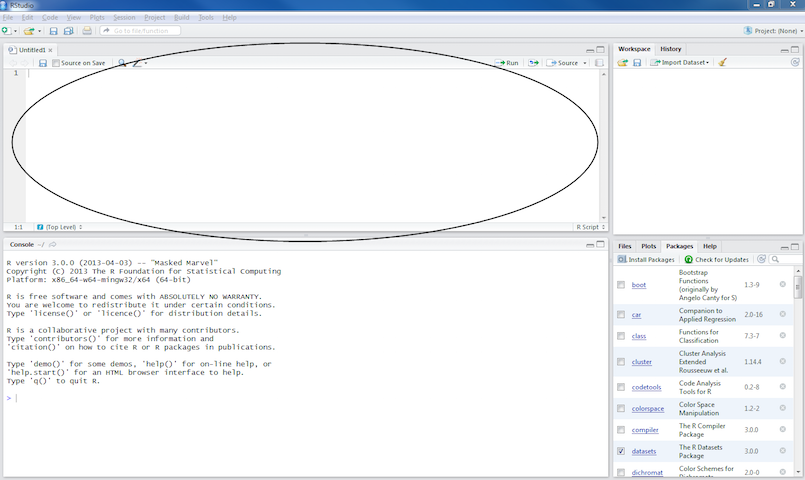 RStudio
File Edit Code View Plots Session Project Build Tools Help
Go to file/function
Project: (None)
Untitled1
Source on Save
Run
Source
1
1:1
(Top Level)
R Script
Console ~/
R version 3.0.0 (2013-04-03) -- "Masked Marvel"
Copyright (C) 2013 The R Foundation for Statistical Computing
Platform: x86_64-w64-mingw32/x64 (64-bit)
R is free software and comes with ABSOLUTELY NO WARRANTY.
You are welcome to redistribute it under certain conditions.
Type 'license()' or 'licence()' for distribution details.
R is a collaborative project with many contributors.
Type 'contributors()' for more information and
'citation()' on how to cite R or R packages in publications.
Type 'demo()' for some demos, 'help()' for on-line help, or
'help.start()' for an HTML browser interface to help.
Type 'q()' to quit R.
>
Workspace History
Import Dataset
Files Plots Packages Help
Install Packages Check for Updates
boot
Bootstrap
Functions
(originally by
Angelo Canty for S)
1.3-9
car
Companion to
Applied Regression
2.0-16
class
Functions for
Classification
7.3-7
cluster
Cluster Analysis
Extended
Rousseeuw et al.
1.14.4
codetools
Code Analysis
Tools for R
0.2-8
colorspace
Color Space
Manipulation
1.2-2
compiler
The R Compiler
Package
3.0.0
datasets
The R Datasets
Package
3.0.0
dichromat
Color Schemes for
2.0-0